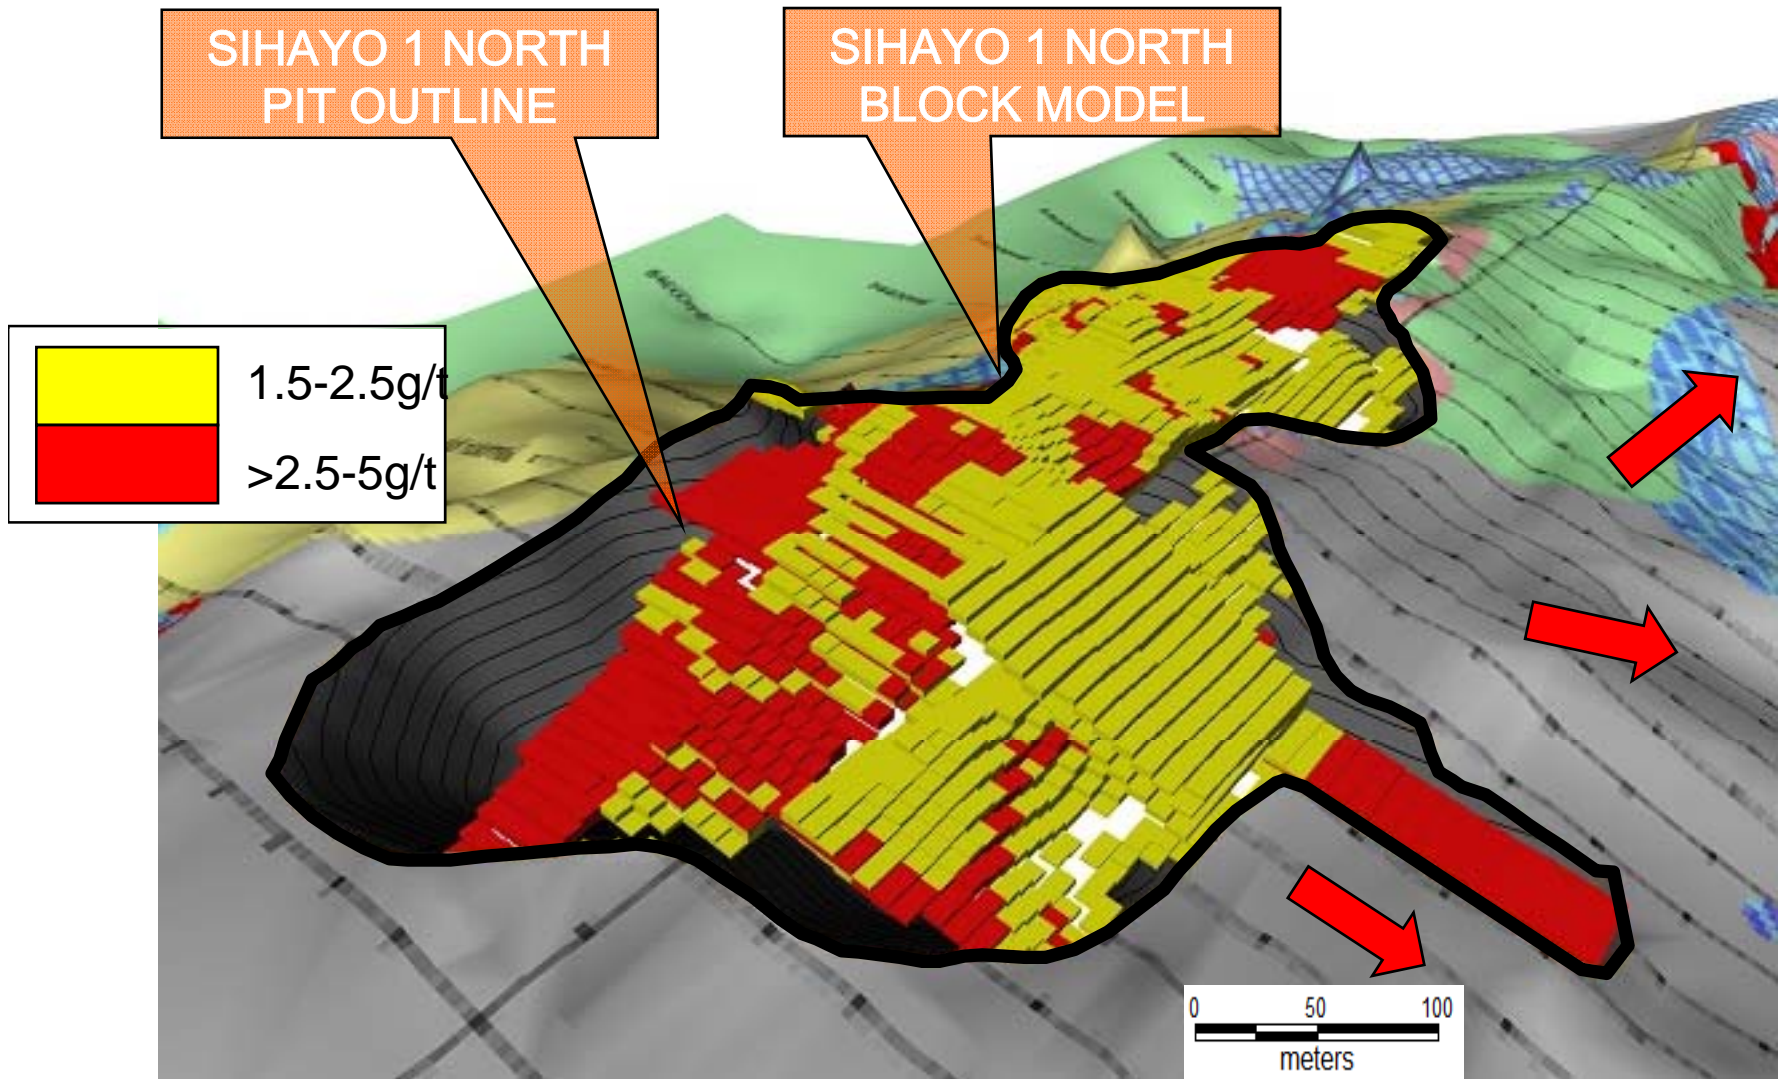 SIHAYO 1 NORTH
PIT OUTLINE
SIHAYO 1 NORTH
BLOCK MODEL
1.5-2.5g/t
>2.5-5g/t
0 50 100
meters